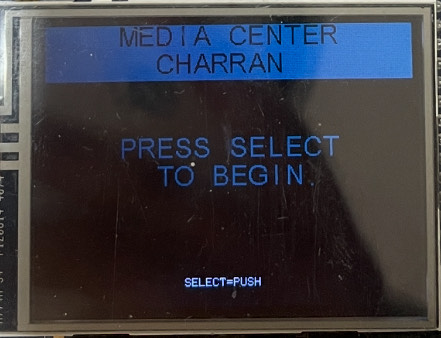 MEDIA CENTER
CHARRAN
PRESS SELECT
TO BEGIN.
SELECT=PUSH